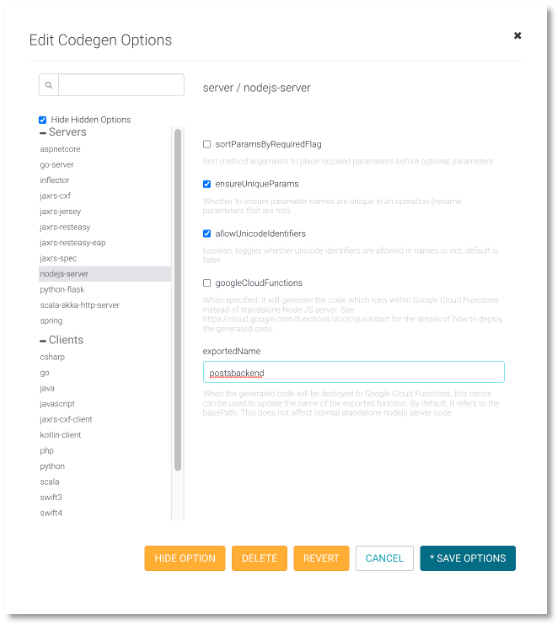 Edit Codegen Options
✖
server / nodejs-server
Hide Hidden Options
Servers
aspnetcore
go-server
inflector
jaxrs-cxf
jaxrs-jersey
jaxrs-resteasy
jaxrs-resteasy-eap
jaxrs-spec
nodejs-server
python-flask
scala-akka-http-server
spring
Clients
csharp
go
java
javascript
jaxrs-cxf-client
kotlin-client
php
python
scala
swift3
swift4
sortParamsByRequiredFlag
Sort method arguments to place required parameters before optional parameters.
ensureUniqueParams
Whether to ensure parameter names are unique in an operation (rename
parameters that are not).
allowUnicodeIdentifiers
boolean, toggles whether unicode identifiers are allowed in names or not, default is
false
googleCloudFunctions
When specified, it will generate the code which runs within Google Cloud Functions
instead of standalone Node.JS server. See
https://cloud.google.com/functions/docs/quickstart for the details of how to deploy
the generated code.
exportedName
postsbackend
When the generated code will be deployed to Google Cloud Functions, this option
can be used to update the name of the exported function. By default, it refers to the
basePath. This does not affect normal standalone nodejs server code.
HIDE OPTION
DELETE
REVERT
CANCEL
* SAVE OPTIONS